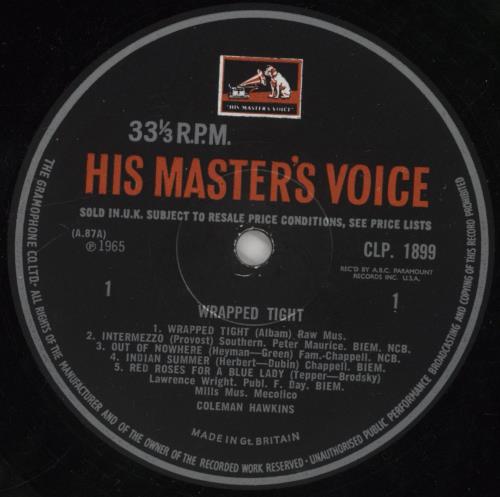 "HIS MASTER'S VOICE"
33⅓ R.P.M.
HIS MASTER'S VOICE
SOLD IN U.K. SUBJECT TO RESALE PRICE CONDITIONS, SEE PRICE LISTS
(A.87A)
℗ 1965
CLP. 1899
REC'D BY A.B.C. PARAMOUNT
RECORDS INC. U.S.A.
1
1
WRAPPED TIGHT
1. WRAPPED TIGHT (Albam) Raw Mus.
2. INTERMEZZO (Provost) Southern. Peter Maurice. BIEM. NCB.
3. OUT OF NOWHERE (Heyman—Green) Fam.-Chappell. NCB.
4. INDIAN SUMMER (Herbert—Dubin) Chappell. BIEM.
5. RED ROSES FOR A BLUE LADY (Tepper—Brodsky)
Lawrence Wright. Publ. F. Day. BIEM.
Mills Mus. Mecolico
COLEMAN HAWKINS
MADE IN Gt. BRITAIN
THE GRAMOPHONE CO. LTD. · ALL RIGHTS OF THE MANUFACTURER AND OF THE OWNER OF THE RECORDED WORK RESERVED · UNAUTHORISED PUBLIC PERFORMANCE BROADCASTING AND COPYING OF THIS RECORD PROHIBITED